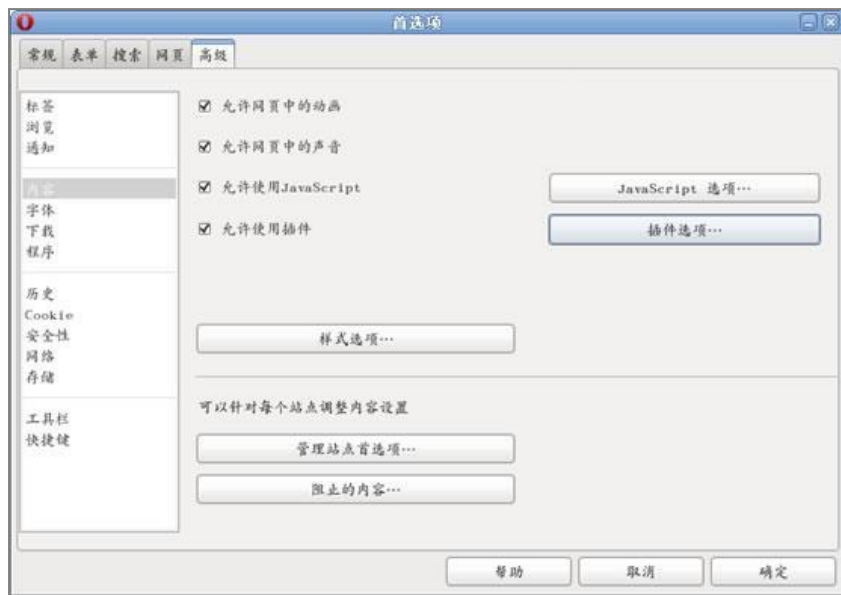 首选项
常规 表单 搜索 网页 高级
标签
浏览
通知
内容
字体
下载
程序
历史
Cookie
安全性
网络
存储
工具栏
快捷键
允许网页中的动画
允许网页中的声音
允许使用JavaScript
JavaScript 选项…
允许使用插件
插件选项…
样式选项…
可以针对每个站点调整内容设置
管理站点首选项…
阻止的内容…
帮助 取消 确定